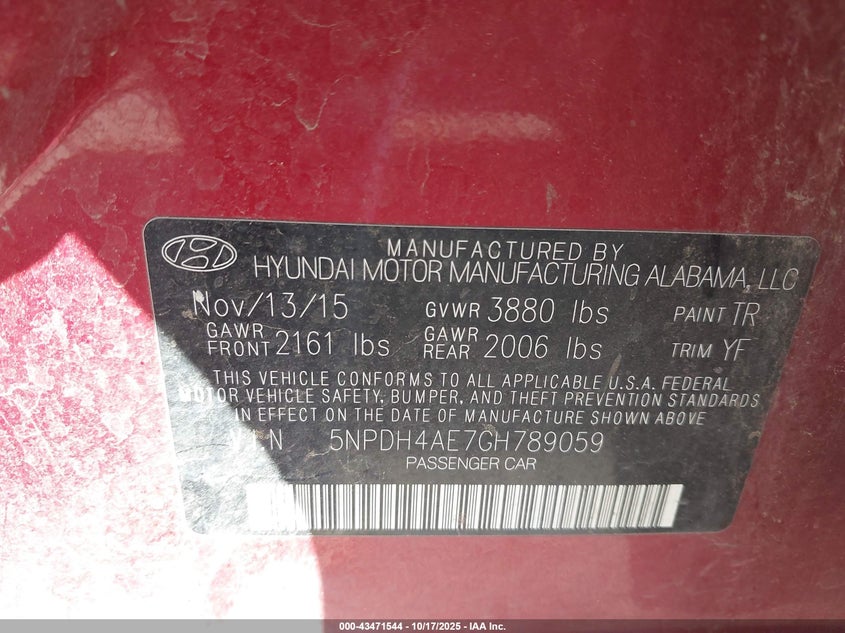 MANUFACTURED BY
HYUNDAI MOTOR MANUFACTURING ALABAMA, LLC
Nov/13/15 GVWR 3880 lbs PAINT TR
GAWR FRONT 2161 lbs GAWR REAR 2006 lbs TRIM YF
THIS VEHICLE CONFORMS TO ALL APPLICABLE U.S.A. FEDERAL
MOTOR VEHICLE SAFETY, BUMPER, AND THEFT PREVENTION STANDARDS
IN EFFECT ON THE DATE OF MANUFACTURE SHOWN ABOVE
VIN 5NPDH4AE7GH789059
PASSENGER CAR
000-43471544 - 10/17/2025 - IAA Inc.